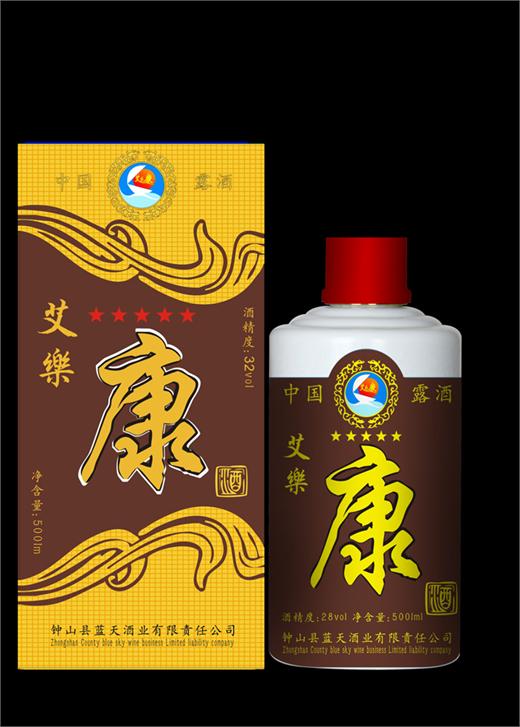 中国 露酒
艾樂
康
酒
酒精度:32vol
净含量:500lm
钟山县蓝天酒业有限责任公司
Zhongshan County blue sky wine business Limited liability company
中国 露酒
艾樂
康
酒
酒精度:28vol 净含量:500ml
钟山县蓝天酒业有限责任公司
Zhongshan County blue sky wine business Limited liability company